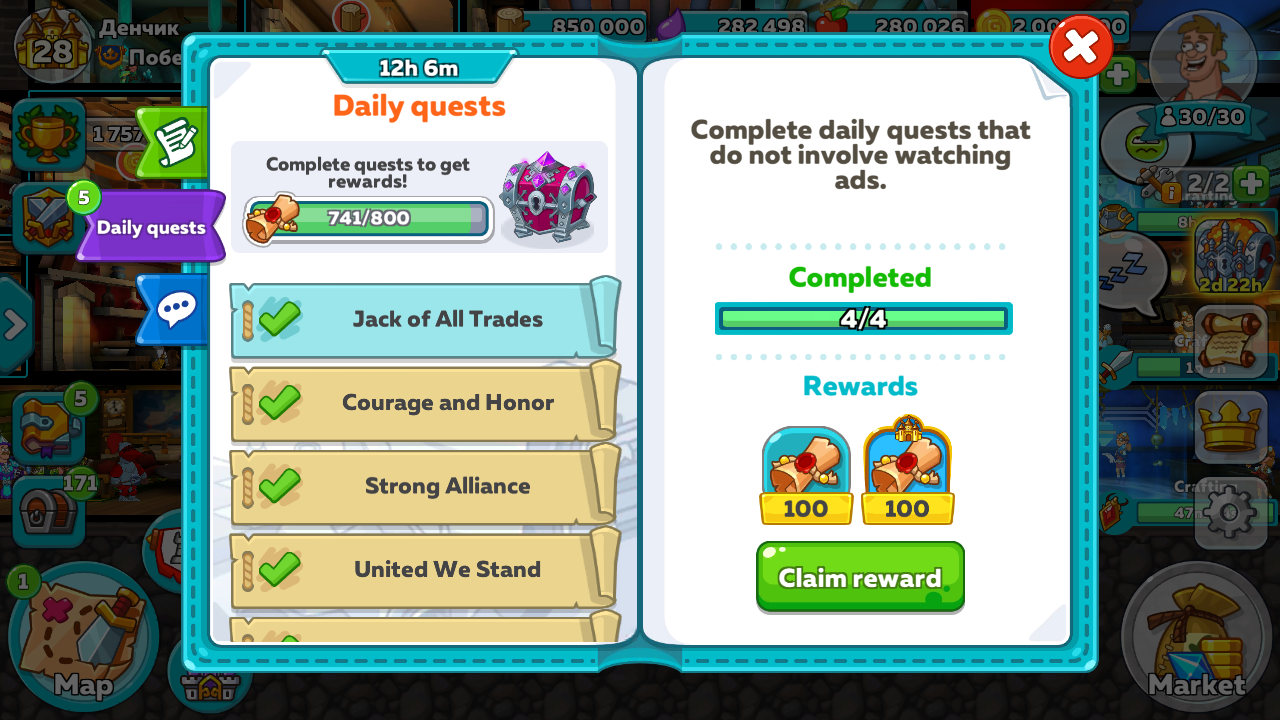 28
Денчик
Побе
850 000
282 498
280 026
12h 6m
Daily quests
Complete quests to get
rewards!
741/800
1 757
5
Daily quests
Jack of All Trades
Courage and Honor
Strong Alliance
United We Stand
Complete daily quests that
do not involve watching
ads.
Completed
4/4
Rewards
100
100
Claim reward
30/30
2/2
2d 22h
5
171
1
Map
Market